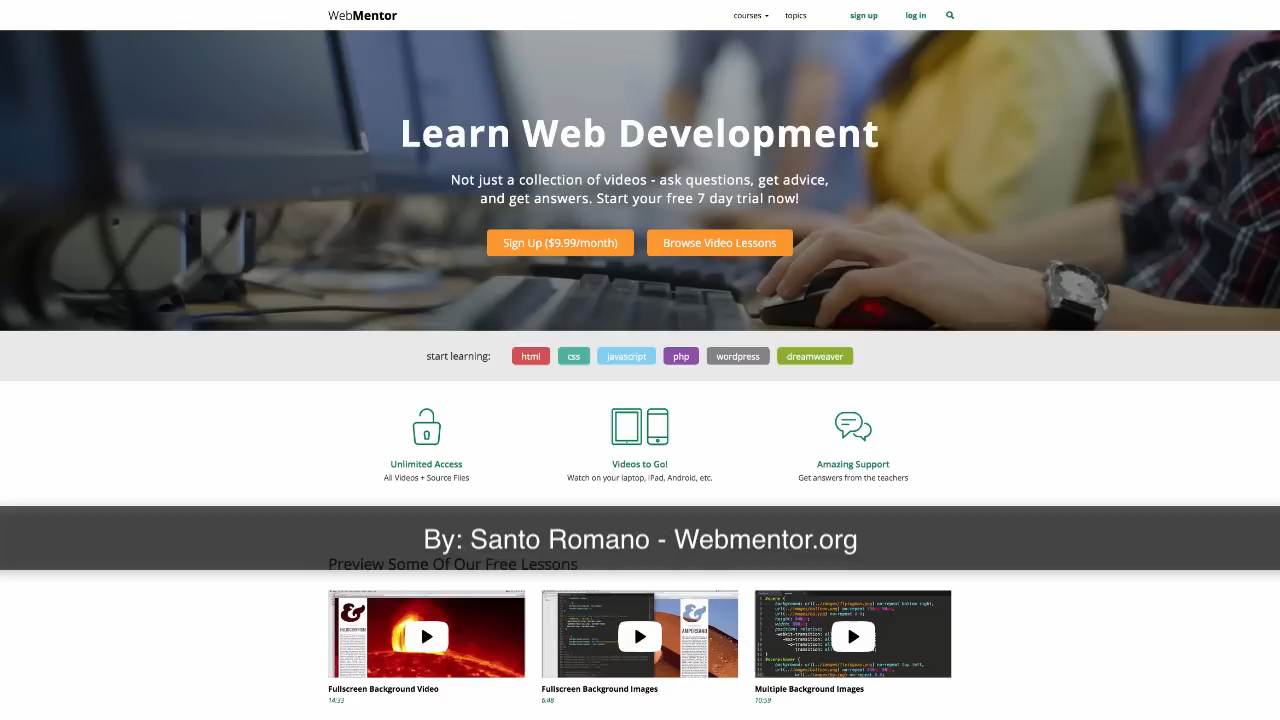 WebMentor
courses
topics
sign up
log in
Learn Web Development
Not just a collection of videos - ask questions, get advice,
and get answers. Start your free 7 day trial now!
Sign Up ($9.99/month)
Browse Video Lessons
start learning:
html
css
javascript
php
wordpress
dreamweaver
Unlimited Access
All Videos + Source Files
Videos to Go!
Watch on your laptop, iPad, Android, etc.
Amazing Support
Get answers from the teachers
By: Santo Romano - Webmentor.org
Preview Some Of Our Free Lessons
AMPERSAND
#scene {
Fullscreen Background Video
14:33
Fullscreen Background Images
6:48
Multiple Background Images
10:59